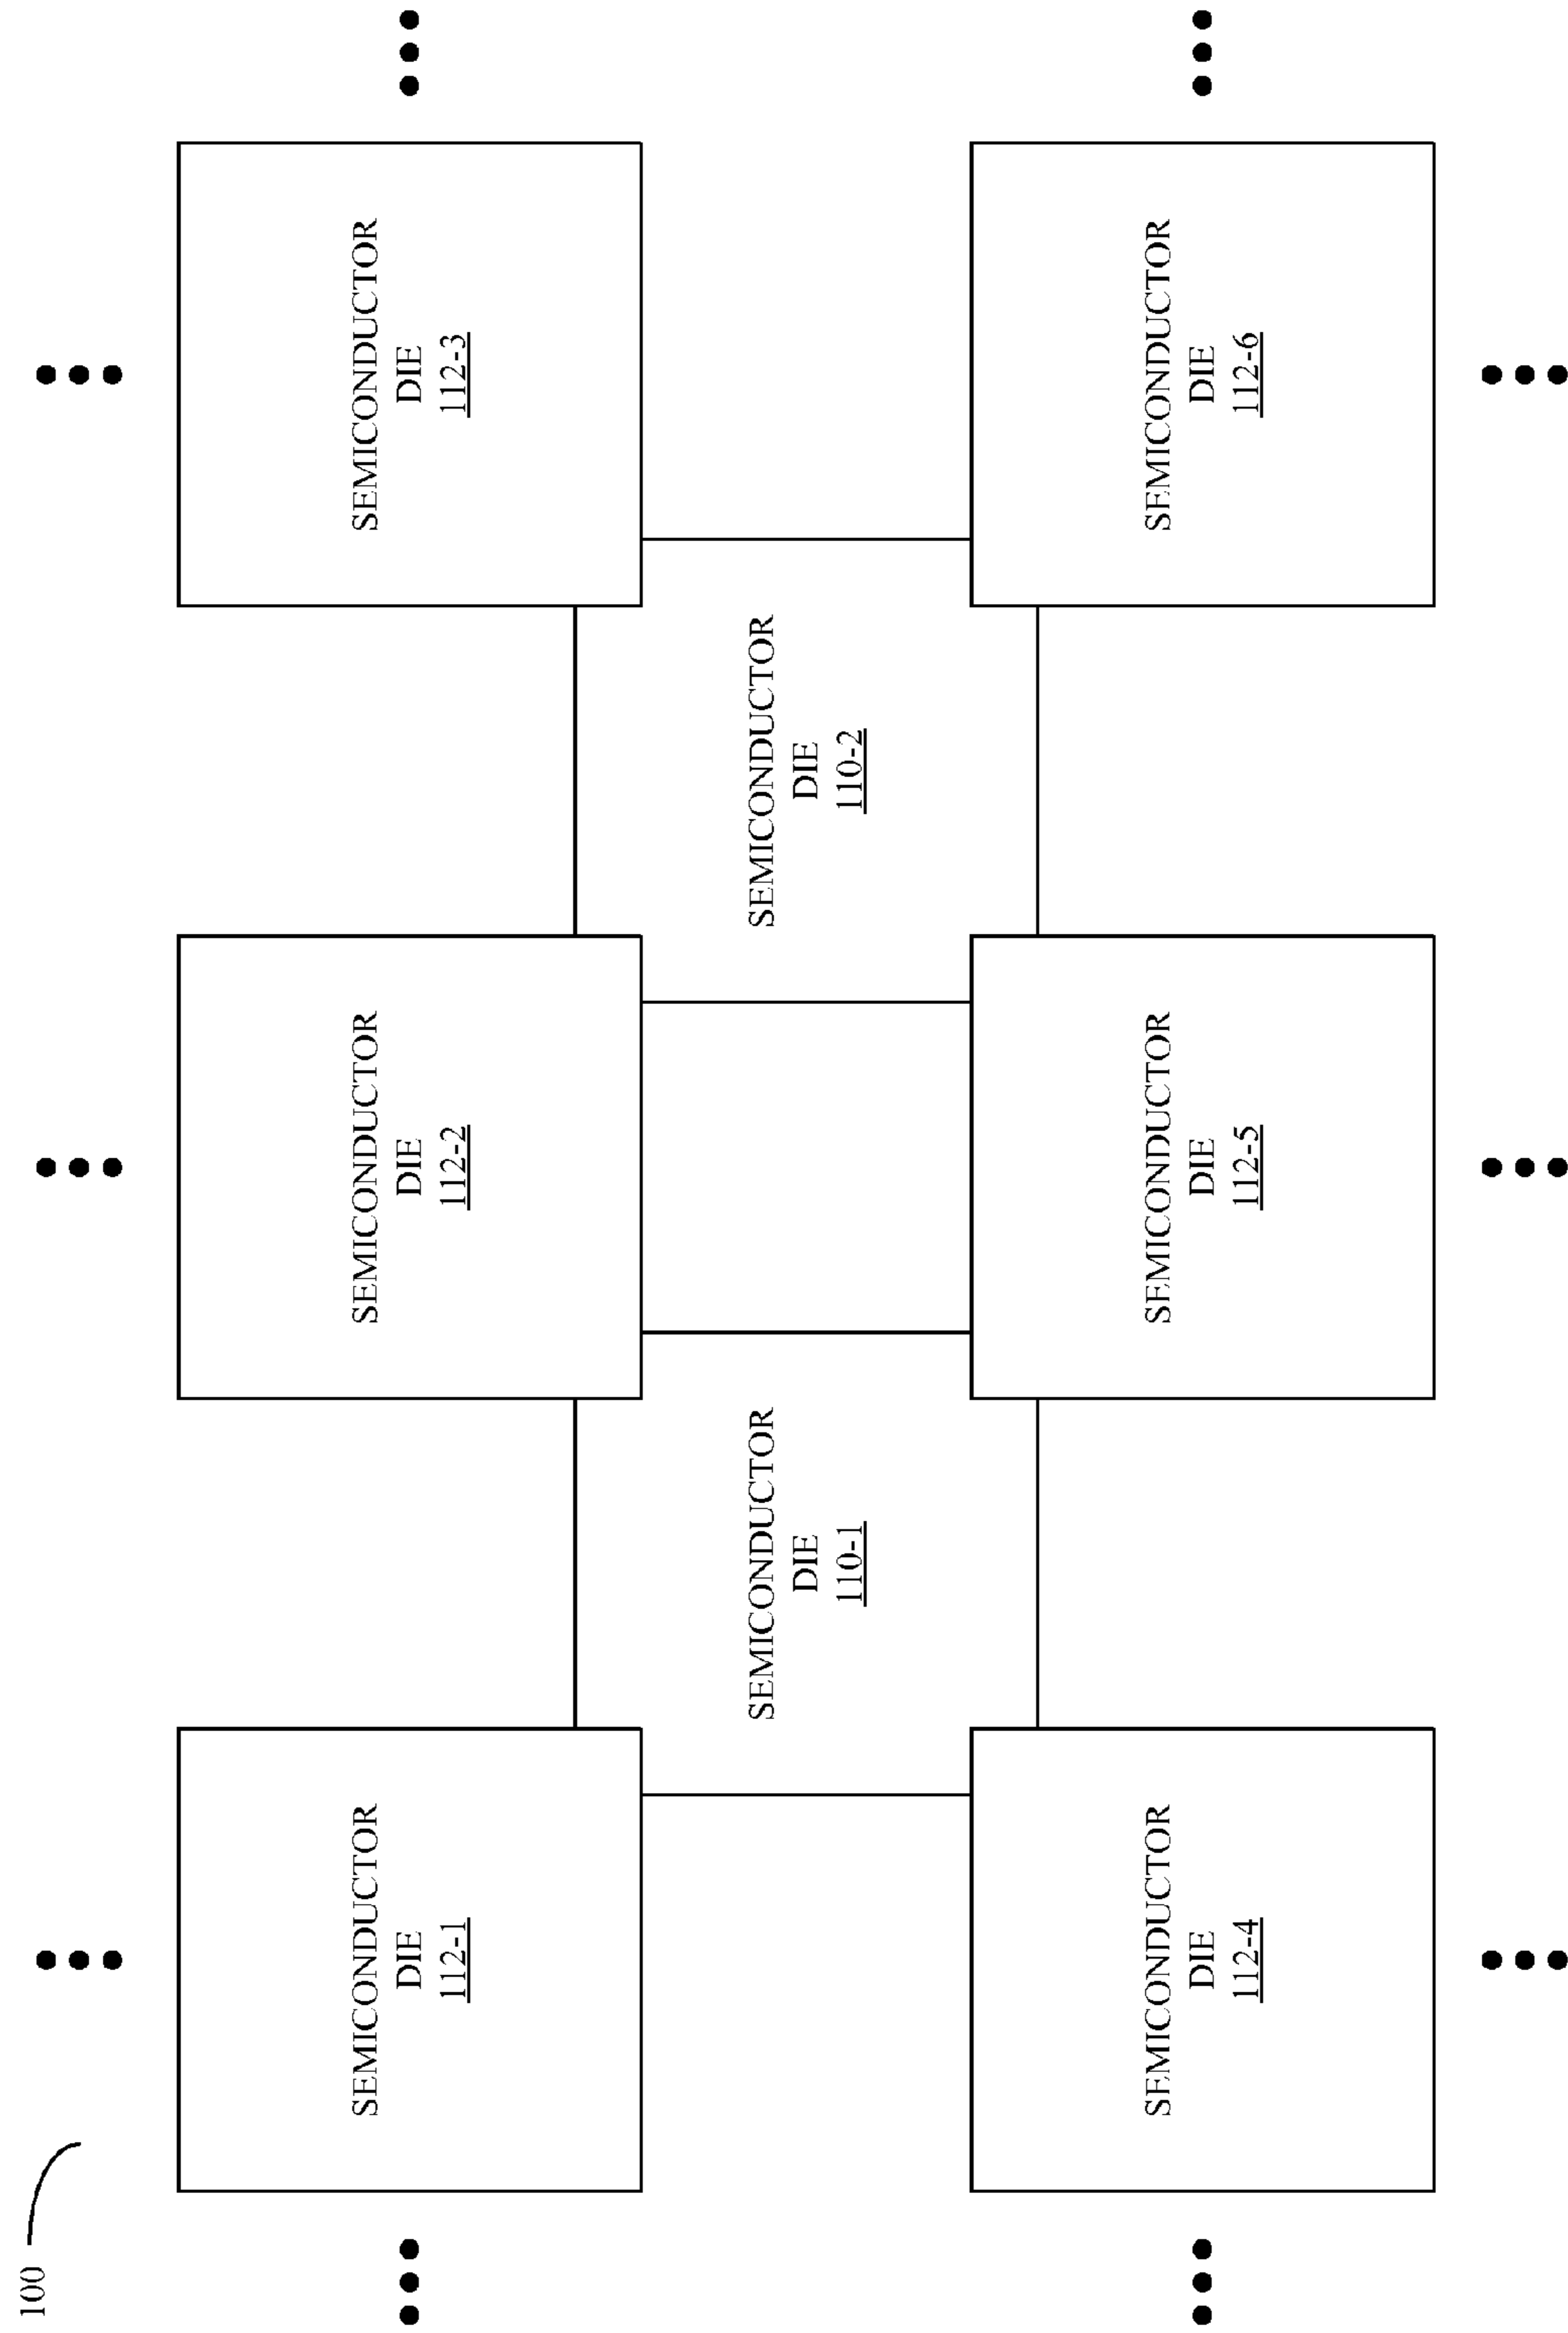 100
SEMICONDUCTOR
DIE
112-1
SEMICONDUCTOR
DIE
112-2
SEMICONDUCTOR
DIE
112-3
SEMICONDUCTOR
DIE
110-1
SEMICONDUCTOR
DIE
110-2
SEMICONDUCTOR
DIE
112-4
SEMICONDUCTOR
DIE
112-5
SEMICONDUCTOR
DIE
112-6